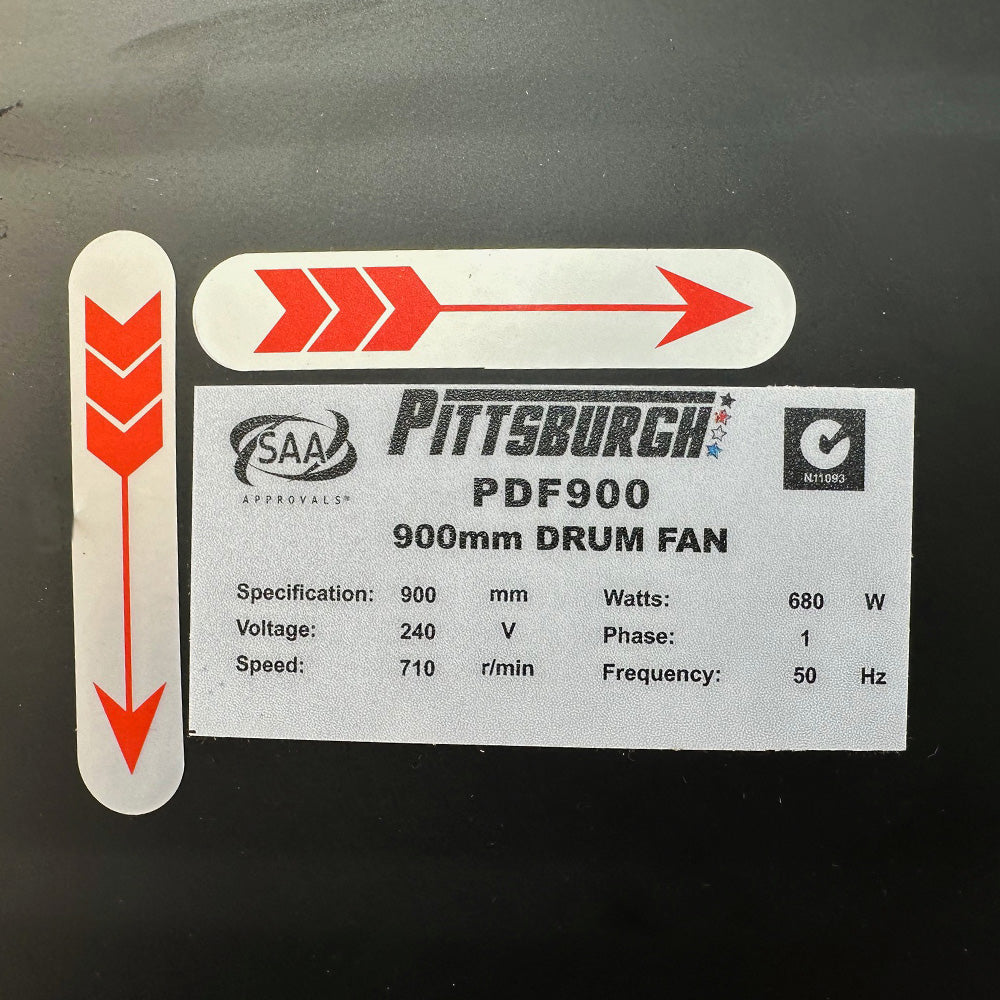 SAA
APPROVALS™
PITTSBURGH
N11093
PDF900
900mm DRUM FAN
Specification: 900 mm
Voltage: 240 V
Speed: 710 r/min
Watts: 680 W
Phase: 1
Frequency: 50 Hz